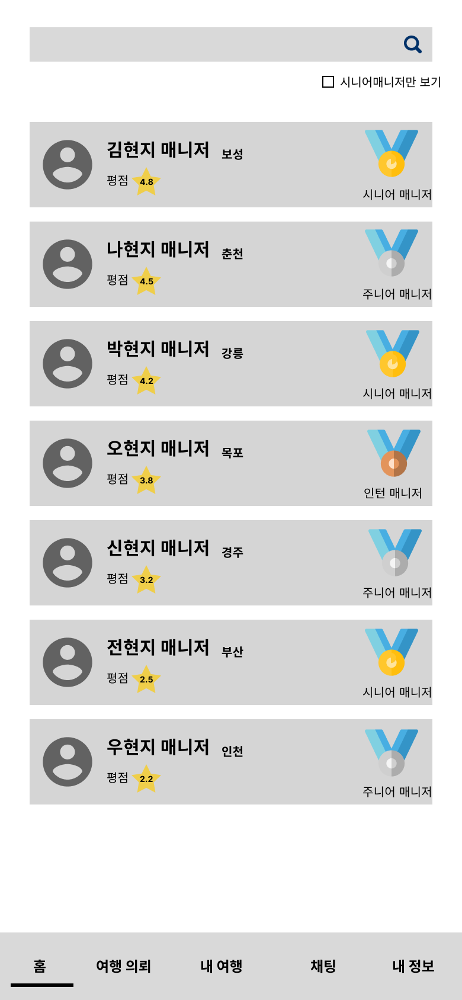 시니어매니저만 보기
김현지 매니저 보성
평점 4.8
시니어 매니저
나현지 매니저 춘천
평점 4.5
주니어 매니저
박현지 매니저 강릉
평점 4.2
시니어 매니저
오현지 매니저 목포
평점 3.8
인턴 매니저
신현지 매니저 경주
평점 3.2
주니어 매니저
전현지 매니저 부산
평점 2.5
시니어 매니저
우현지 매니저 인천
평점 2.2
주니어 매니저
홈 여행 의뢰 내 여행 채팅 내 정보